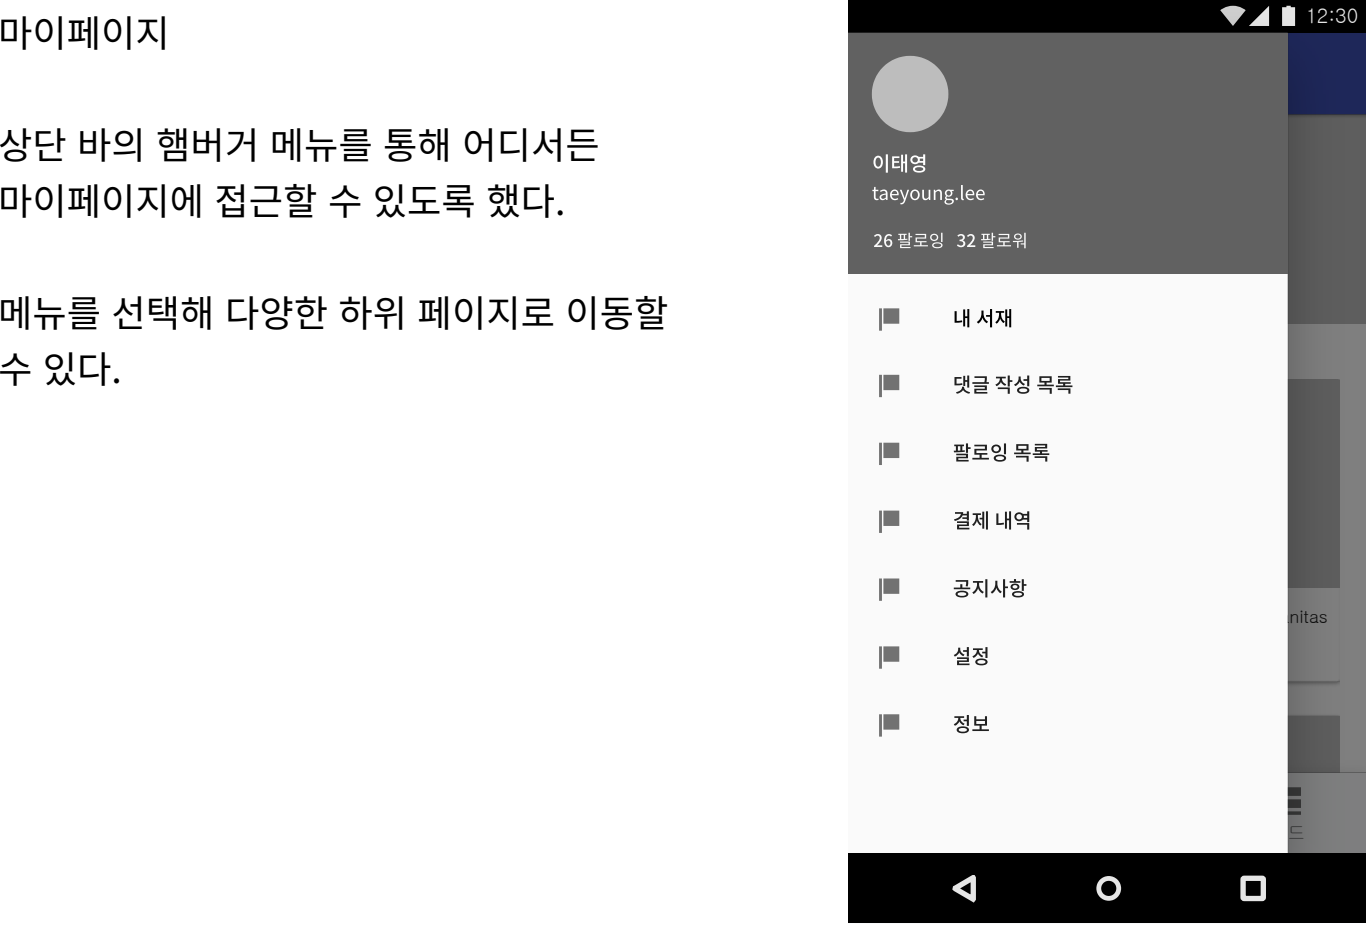 마이페이지
상단 바의 햄버거 메뉴를 통해 어디서든
마이페이지에 접근할 수 있도록 했다.
메뉴를 선택해 다양한 하위 페이지로 이동할
수 있다.
12:30
이태영
taeyoung.lee
26 팔로잉 32 팔로워
내 서재
댓글 작성 목록
팔로잉 목록
결제 내역
공지사항
설정
정보
nitas
드